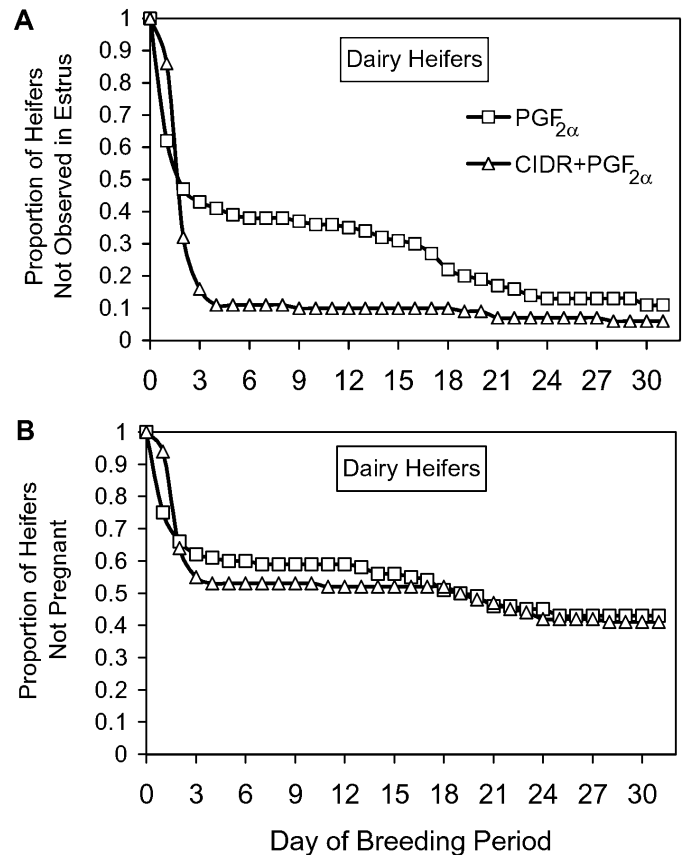 A
Proportion of Heifers
Not Observed in Estrus
1
0.9
0.8
0.7
0.6
0.5
0.4
0.3
0.2
0.1
0
Dairy Heifers
PGF2α
CIDR+PGF2α
0 3 6 9 12 15 18 21 24 27 30
B
Proportion of Heifers
Not Pregnant
1
0.9
0.8
0.7
0.6
0.5
0.4
0.3
0.2
0.1
0
Dairy Heifers
0 3 6 9 12 15 18 21 24 27 30
Day of Breeding Period